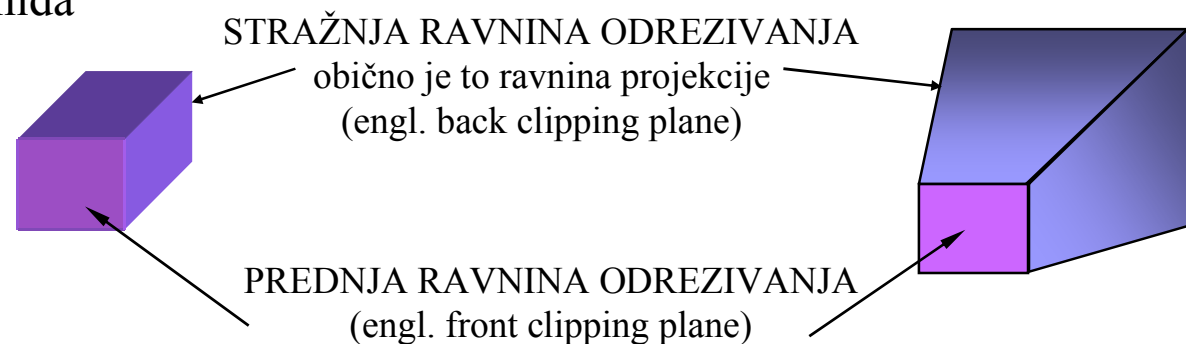 STRAŽNJA RAVNINA ODREZIVANJA
obično je to ravnina projekcije
(engl. back clipping plane)
PREDNJA RAVNINA ODREZIVANJA
(engl. front clipping plane)